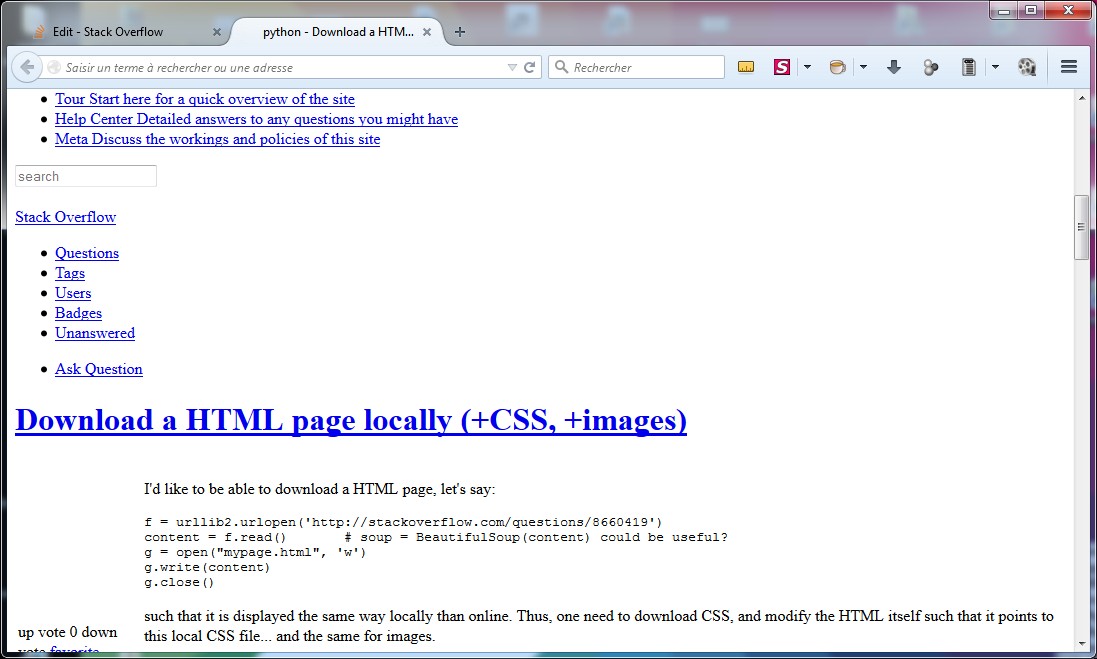 Edit - Stack Overflow
python - Download a HTM...
Saisir un terme à rechercher ou une adresse
Rechercher
S
Tour Start here for a quick overview of the site
Help Center Detailed answers to any questions you might have
Meta Discuss the workings and policies of this site
search
Stack Overflow
Questions
Tags
Users
Badges
Unanswered
Ask Question
Download a HTML page locally (+CSS, +images)
I'd like to be able to download a HTML page, let's say:
f = urllib2.urlopen('http://stackoverflow.com/questions/8660419')
content = f.read()       # soup = BeautifulSoup(content) could be useful?
g = open("mypage.html", 'w')
g.write(content)
g.close()
such that it is displayed the same way locally than online. Thus, one need to download CSS, and modify the HTML itself such that it points to
this local CSS file... and the same for images.
up vote 0 down
vote favorite